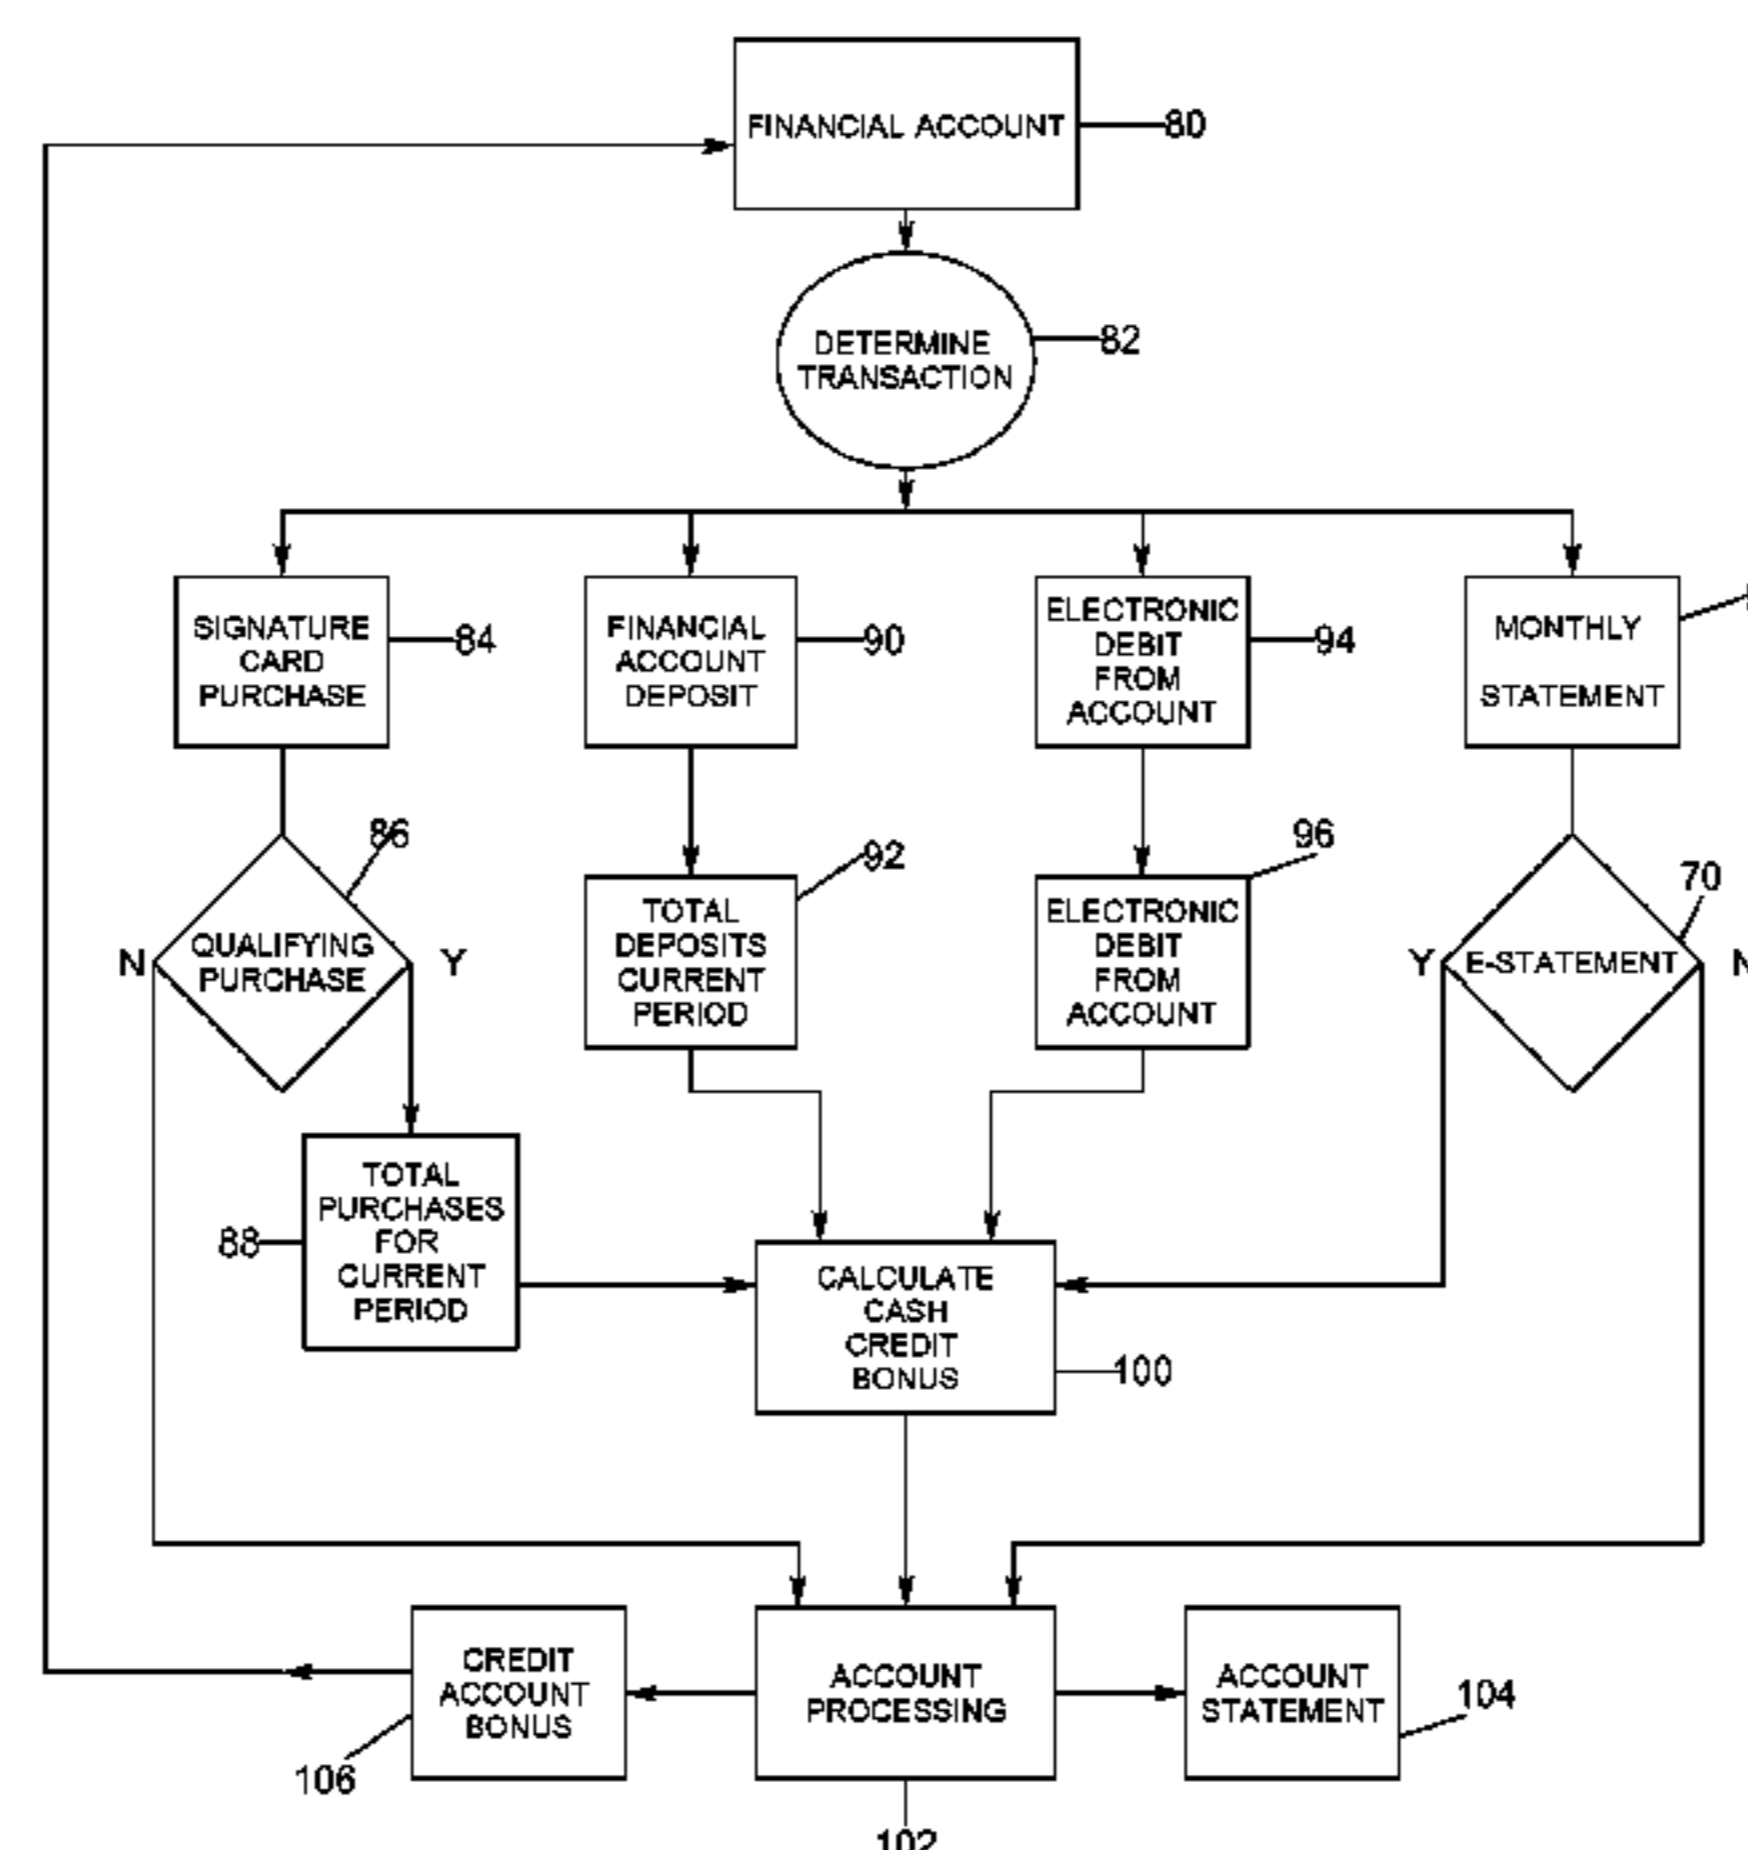 FINANCIAL ACCOUNT
80
DETERMINE
TRANSACTION
82
SIGNATURE
CARD
PURCHASE
84
FINANCIAL
ACCOUNT
DEPOSIT
90
ELECTRONIC
DEBIT
FROM
ACCOUNT
94
MONTHLY
STATEMENT
86
92
96
70
N
QUALIFYING
PURCHASE
Y
TOTAL
DEPOSITS
CURRENT
PERIOD
ELECTRONIC
DEBIT
FROM
ACCOUNT
Y
E-STATEMENT
N
88
TOTAL
PURCHASES
FOR
CURRENT
PERIOD
CALCULATE
CASH
CREDIT
BONUS
100
CREDIT
ACCOUNT
BONUS
106
ACCOUNT
PROCESSING
102
ACCOUNT
STATEMENT
104